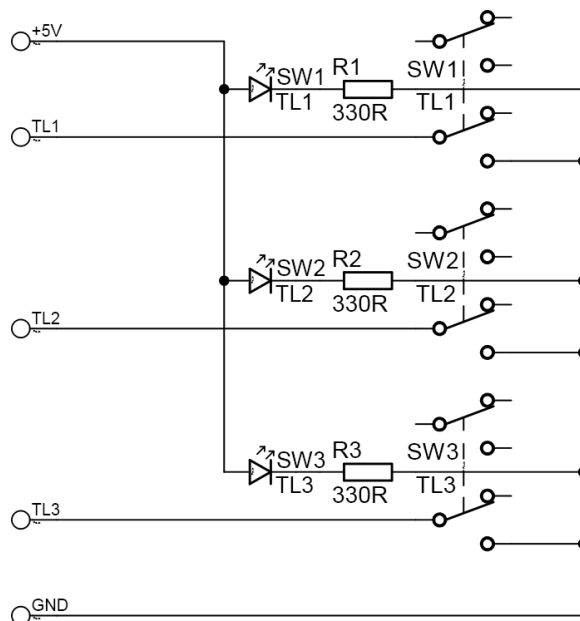 +5V
SW1
TL1
R1
330R
SW1
TL1
TL1
SW2
TL2
R2
330R
SW2
TL2
TL2
SW3
TL3
R3
330R
SW3
TL3
TL3
GND